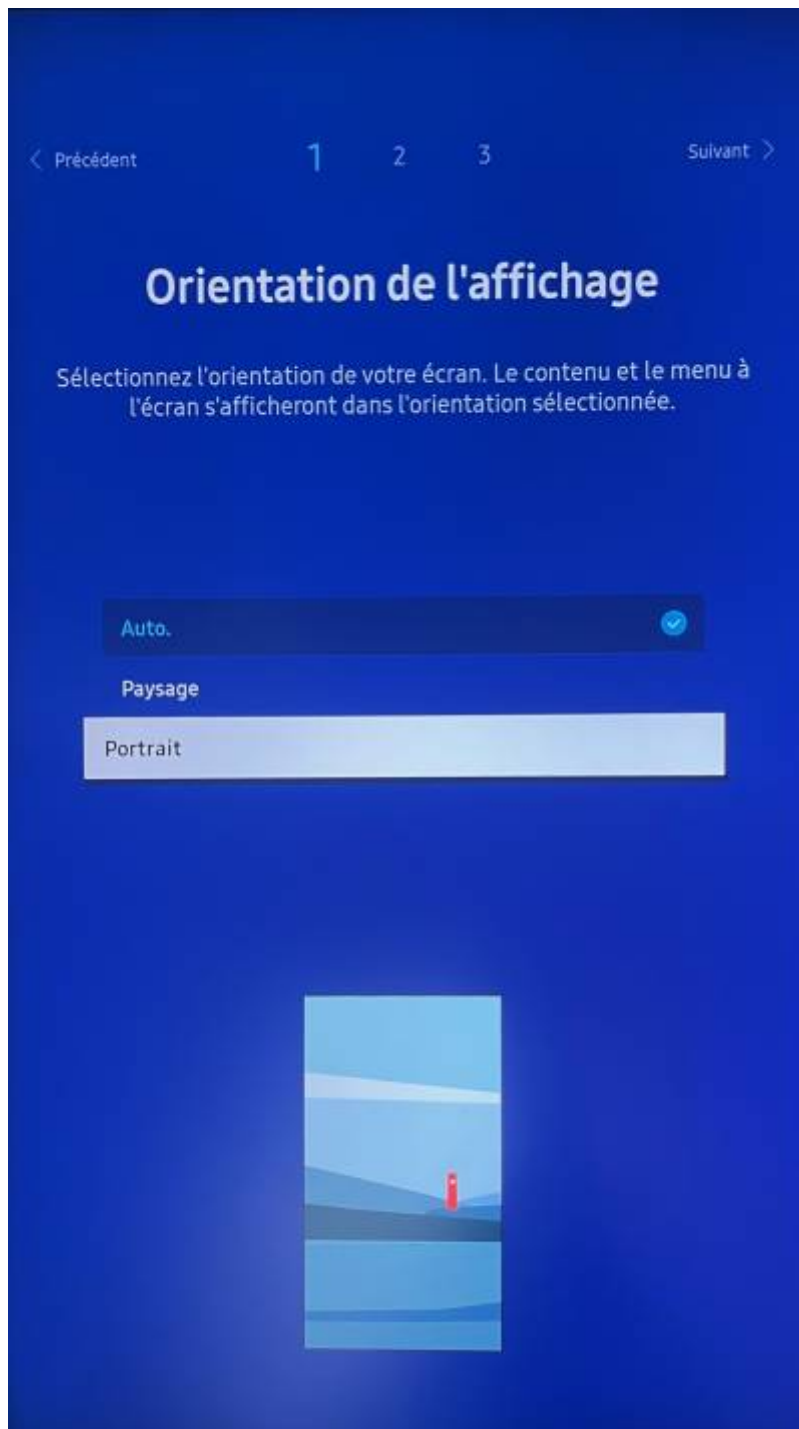 Précédent
1
2
3
Suivant
Orientation de l'affichage
Sélectionnez l'orientation de votre écran. Le contenu et le menu à
l'écran s'afficheront dans l'orientation sélectionnée.
Auto.
Paysage
Portrait